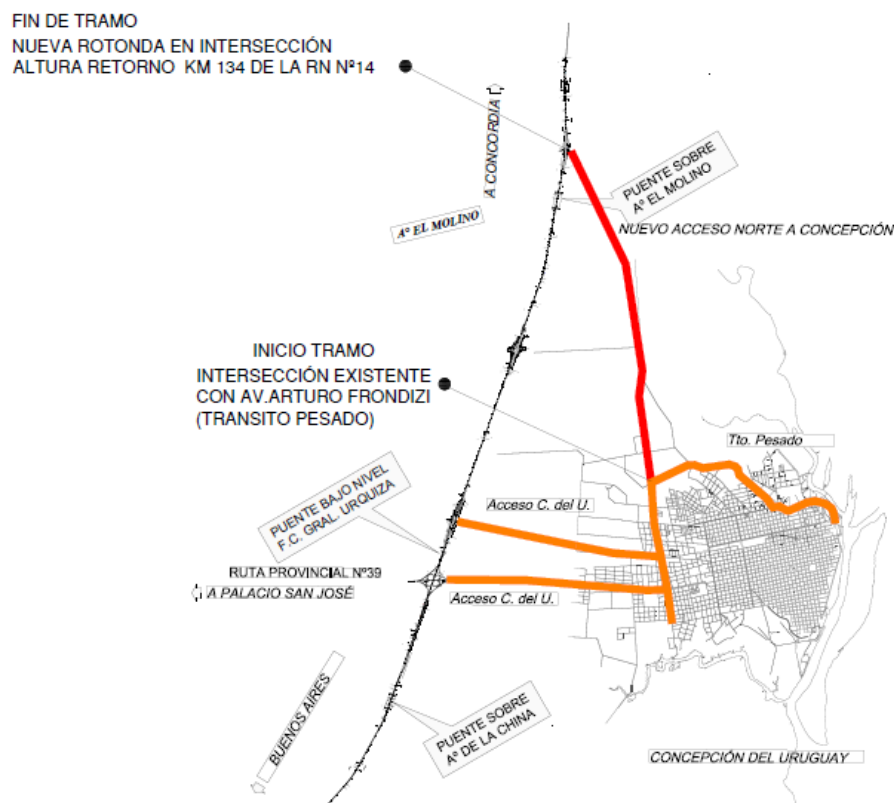 FIN DE TRAMO
NUEVA ROTONDA EN INTERSECCIÓN
ALTURA RETORNO KM 134 DE LA RN Nº14
A CONCORDIA
PUENTE SOBRE
Aº EL MOLINO
Aº EL MOLINO
NUEVO ACCESO NORTE A CONCEPCIÓN
INICIO TRAMO
INTERSECCIÓN EXISTENTE
CON AV.ARTURO FRONDIZI
(TRANSITO PESADO)
Tto. Pesado
PUENTE BAJO NIVEL
F.C. GRAL. URQUIZA
Acceso C. del U.
RUTA PROVINCIAL Nº39
A PALACIO SAN JOSÉ
Acceso C. del U.
BUENOS AIRES
PUENTE SOBRE
Aº DE LA CHINA
CONCEPCIÓN DEL URUGUAY